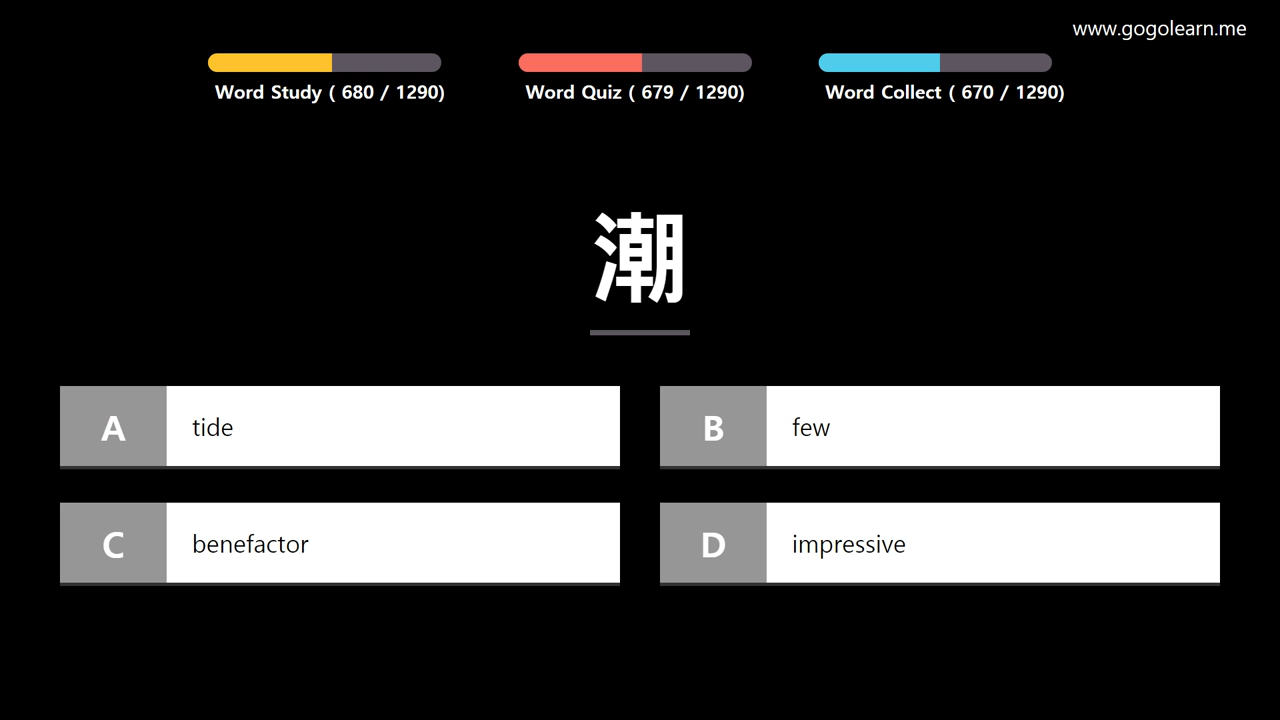 www.gogolearn.me
Word Study ( 680 / 1290)
Word Quiz ( 679 / 1290)
Word Collect ( 670 / 1290)
潮
A tide
B few
C benefactor
D impressive